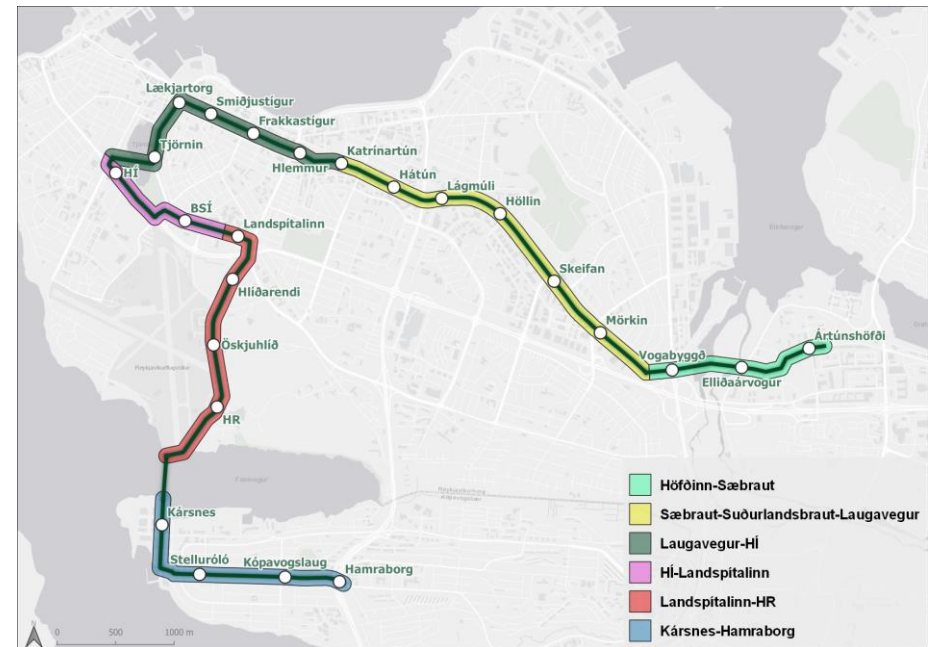 Lækjartorg
Smiðjustígur
Frakkastígur
Tjörnin
Hlemmur
Katrínartún
HÍ
Hátún
Lágmúli
BSÍ
Höllin
Landspítalinn
Skeifan
Hlíðarendi
Mörkin
Öskjuhlíð
Ártúnshöfði
Vogabyggð
Elliðaárvogur
HR
Kársnes
Stelluróló
Kópavogslaug
Hamraborg
Höfðinn-Sæbraut
Sæbraut-Suðurlandsbraut-Laugavegur
Laugavegur-HÍ
HÍ-Landspítalinn
Landspítalinn-HR
Kársnes-Hamraborg
N
0 500 1000 m